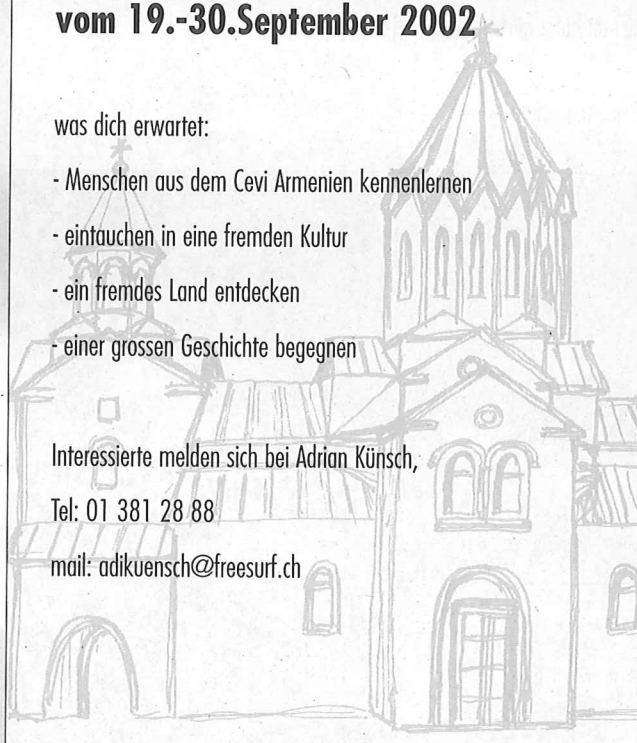 vom 19.-30.September 2002
was dich erwartet:
- Menschen aus dem Cevi Armenien kennenlernen
- eintauchen in eine fremden Kultur
- ein fremdes Land entdecken
- einer grossen Geschichte begegnen
Interessierte melden sich bei Adrian Künsch,
Tel: 01 381 28 88
mail: adikuensch@freesurf.ch